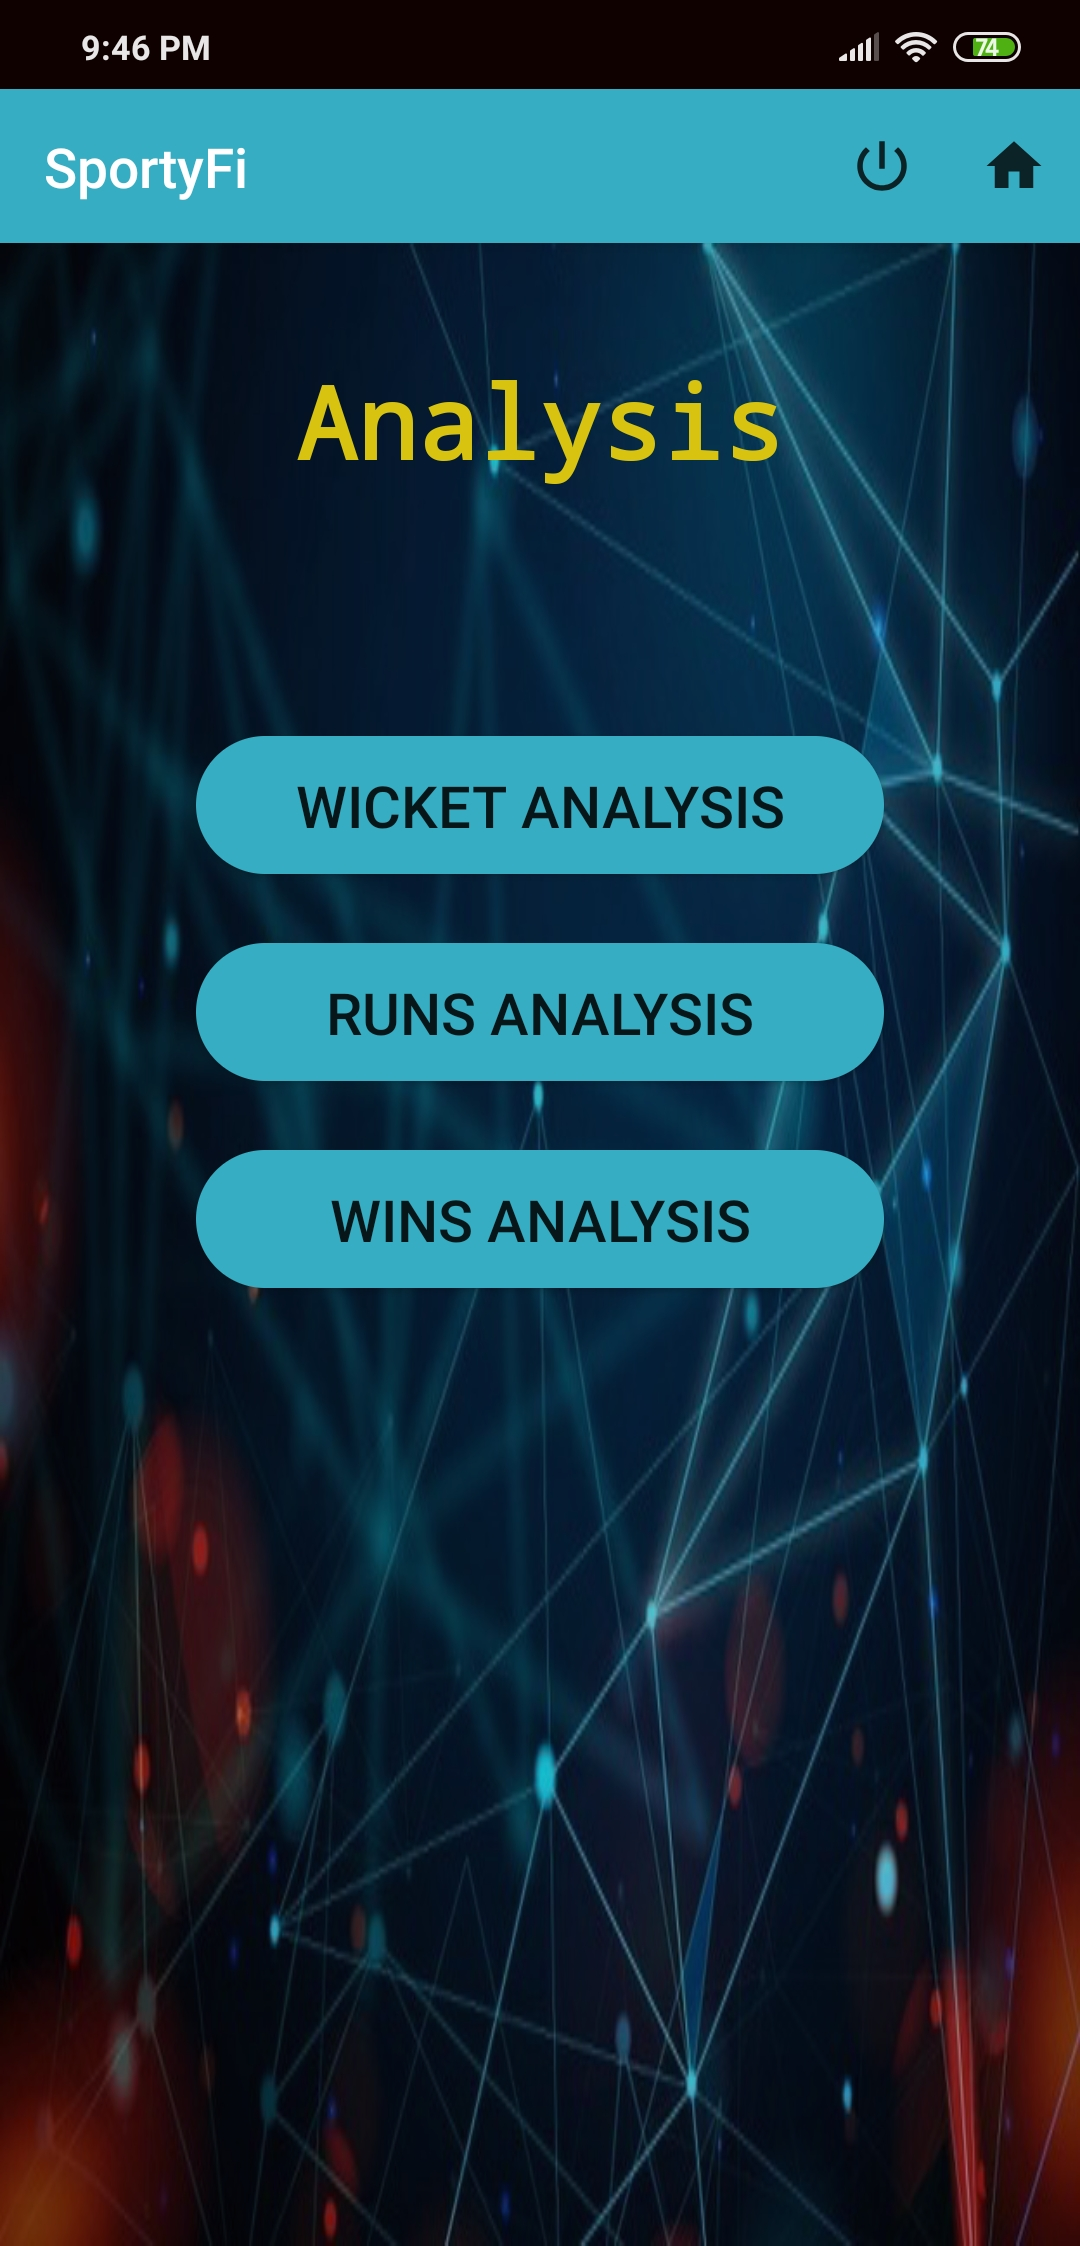 9:46 PM
74
SportyFi
Analysis
WICKET ANALYSIS
RUNS ANALYSIS
WINS ANALYSIS